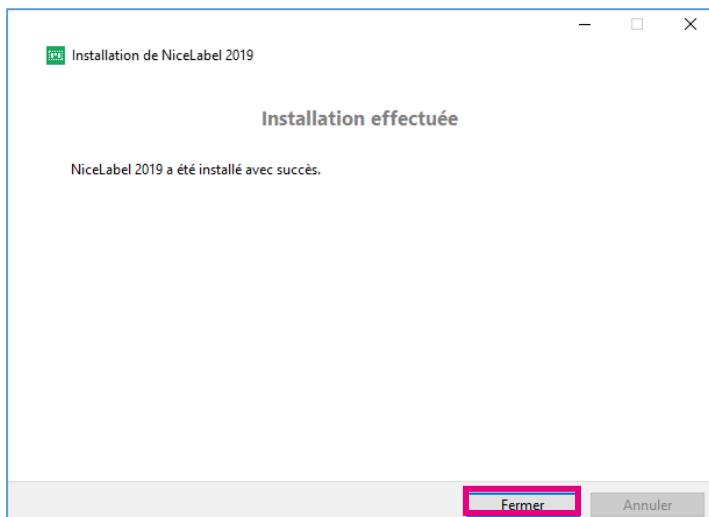 Installation de NiceLabel 2019
Installation effectuée
NiceLabel 2019 a été installé avec succès.
Fermer
Annuler